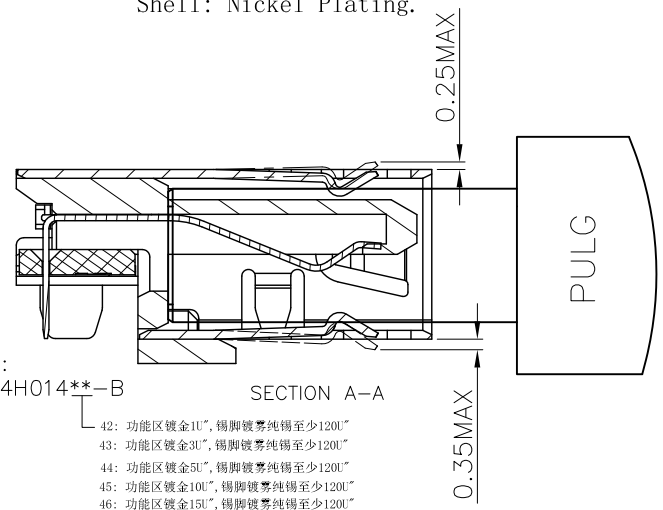 Shell: Nickel Plating.
0.25MAX
PULG
:
4H014**-B
SECTION A-A
0.35MAX
42: 功能区镀金1U",锡脚镀雾纯锡至少120U"
43: 功能区镀金3U",锡脚镀雾纯锡至少120U"
44: 功能区镀金5U",锡脚镀雾纯锡至少120U"
45: 功能区镀金10U",锡脚镀雾纯锡至少120U"
46: 功能区镀金15U",锡脚镀雾纯锡至少120U"